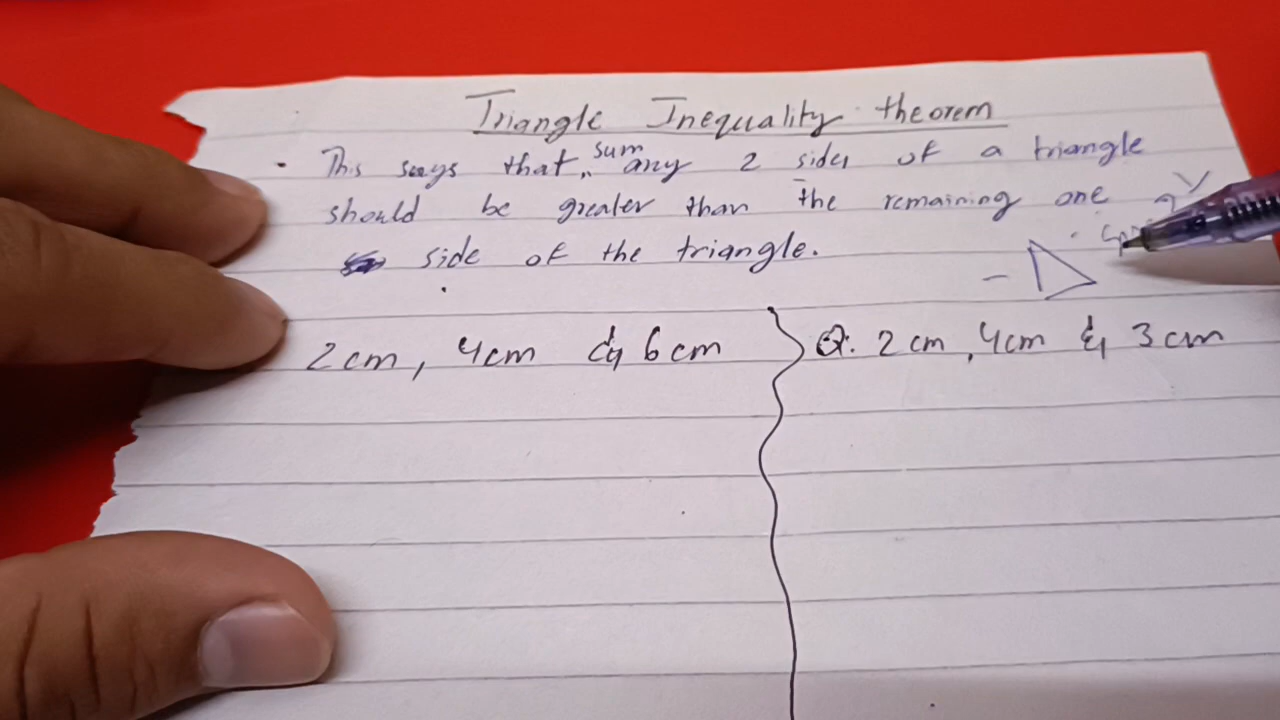 Triangle Inequality theorem
• This says that, sum any 2 sides of a triangle
should be greater than the remaining one
side of the triangle.
2cm, 4cm & 6cm
Q. 2cm, 4cm & 3cm